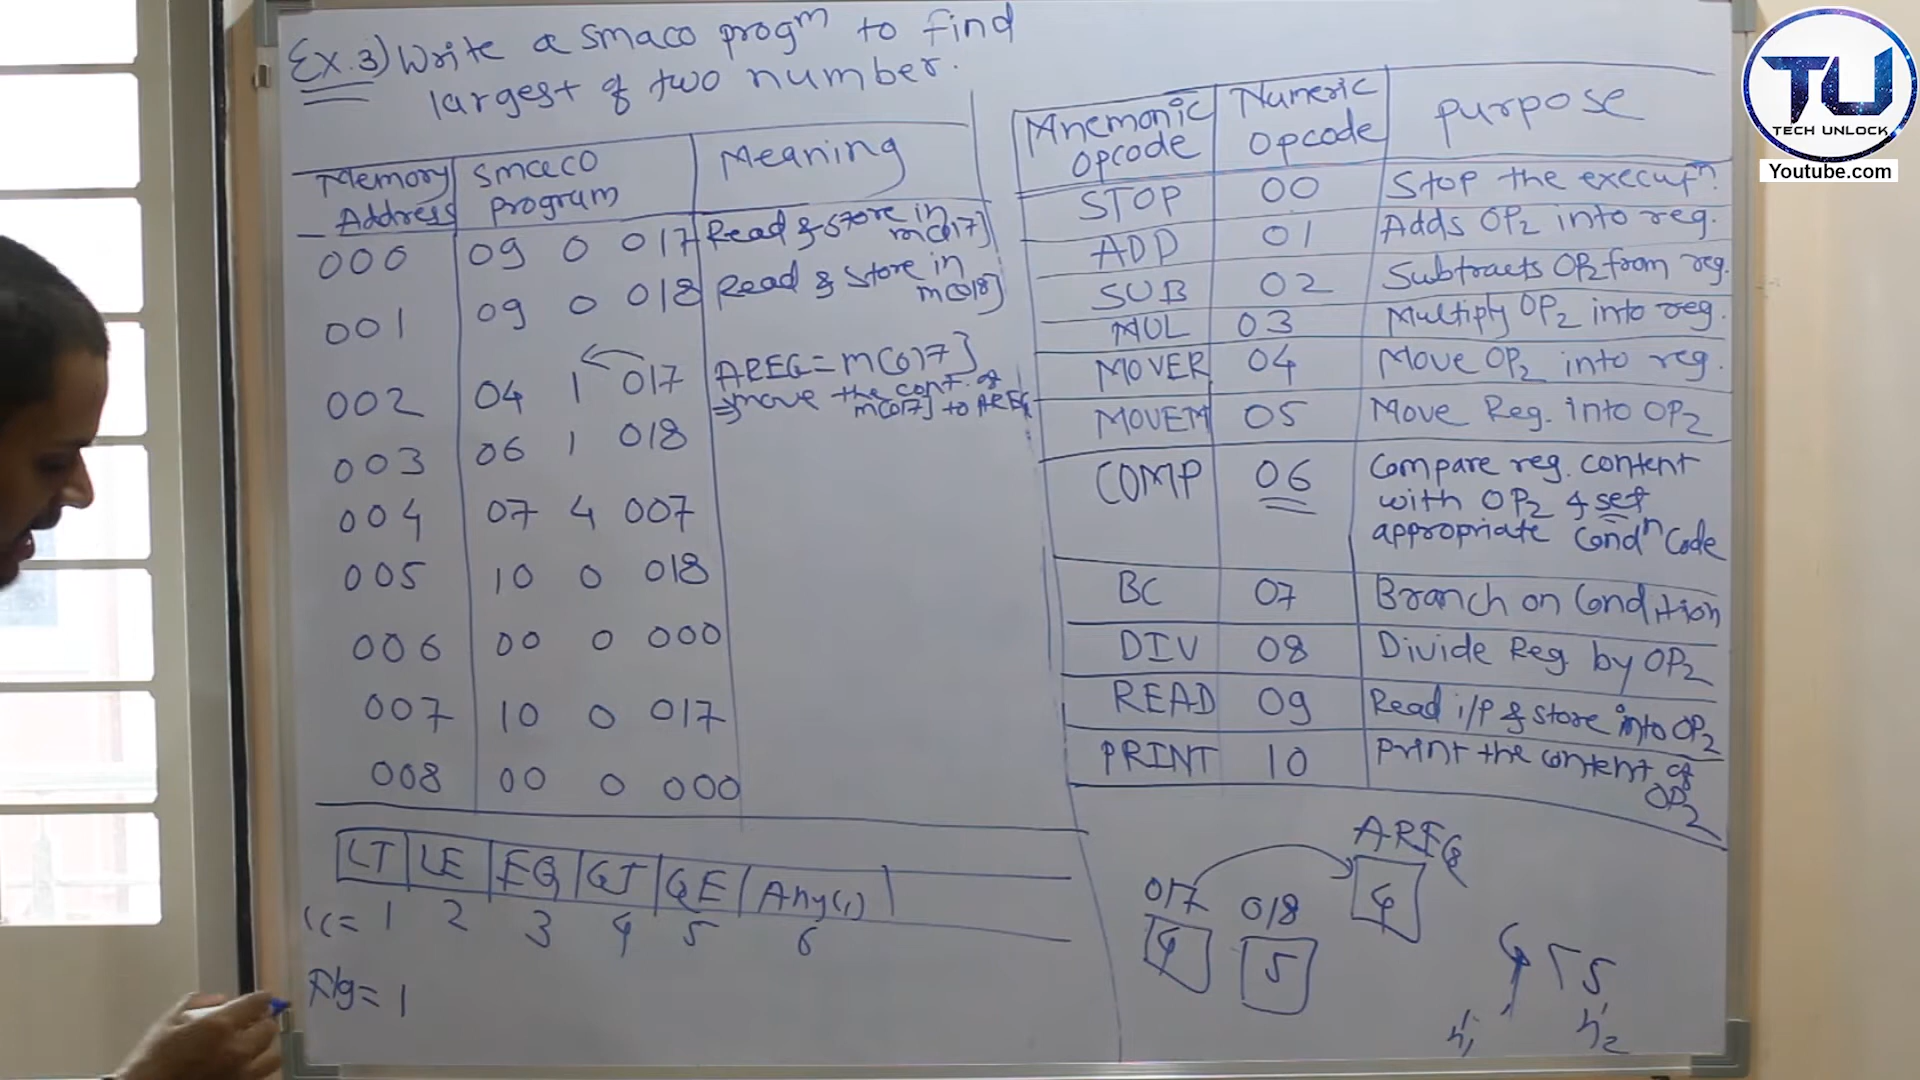 Ex.3) Write a smaco progm to find
largest of two number.
Memory Address | smaco Program | Meaning
000 09 0 017 Read & store in m[017]
001 09 0 018 Read & store in m[018]
002 04 1 017 AREG = m[017]
⇒ move the cont. of m[017] to AREG
003 06 1 018
004 07 4 007
005 10 0 018
006 00 0 000
007 10 0 017
008 00 0 000
LT LE EQ GT GE Any(,)
CC= 1 2 3 4 5 6
Flg= 1
Mnemonic opcode | Numeric Opcode | Purpose
STOP 00 Stop the execun.
ADD 01 Adds OP2 into reg.
SUB 02 Subtracts OP2 from reg.
MUL 03 Multiply OP2 into reg.
MOVER 04 Move OP2 into reg.
MOVEM 05 Move Reg. into OP2
COMP 06 Compare reg. content
with OP2 & set
appropriate Condn Code
BC 07 Branch on Condition
DIV 08 Divide Reg by OP2
READ 09 Read i/p & store into OP2
PRINT 10 Print the content of OP2
AREG
017 018 4
4 5
4 5
n1 n2
TU
TECH UNLOCK
Youtube.com